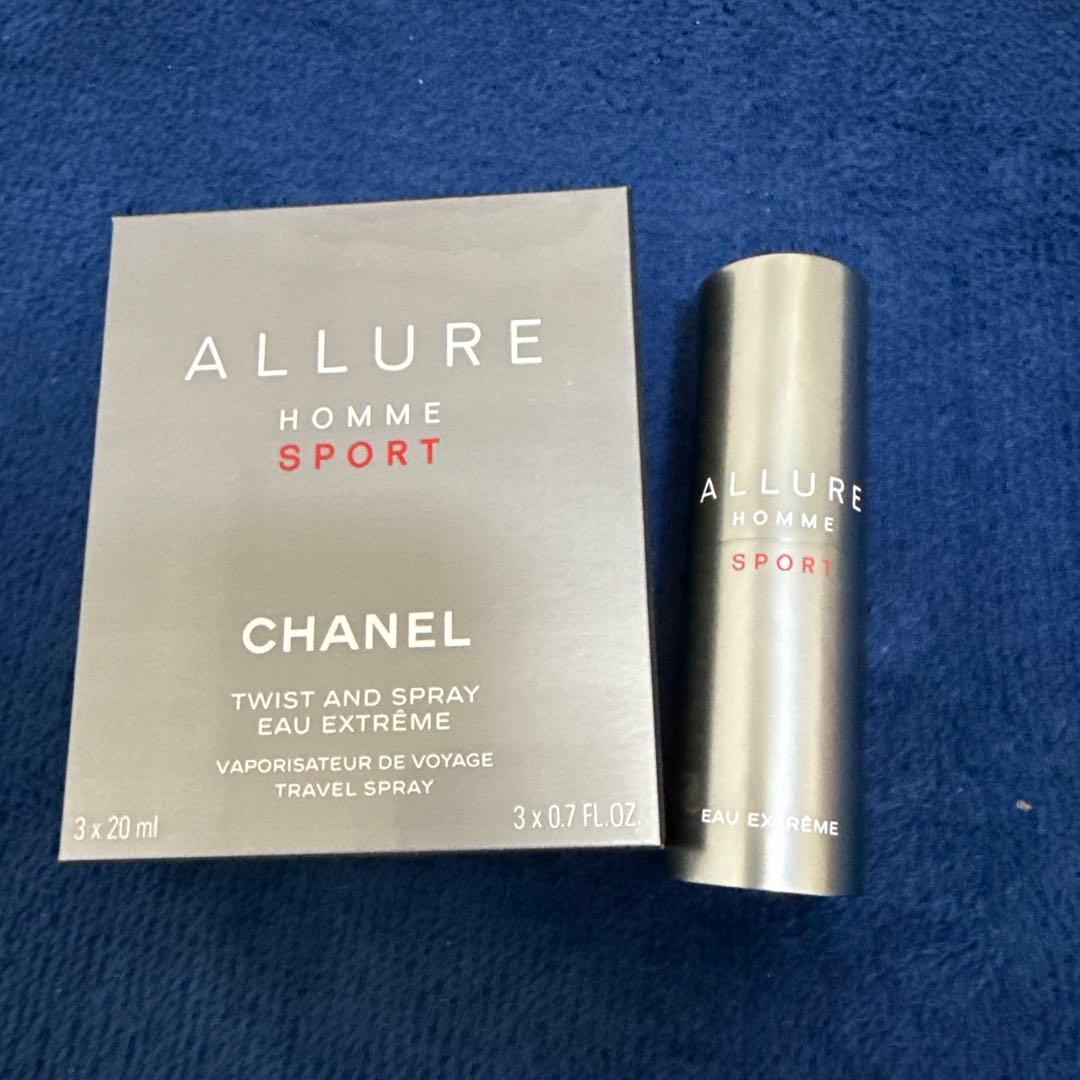 ALLURE
HOMME
SPORT
CHANEL
TWIST AND SPRAY
EAU EXTRÊME
VAPORISATEUR DE VOYAGE
TRAVEL SPRAY
3 x 20 ml
3 x 0.7 FL.OZ.
ALLURE
HOMME
SPORT
EAU EXTRÊME